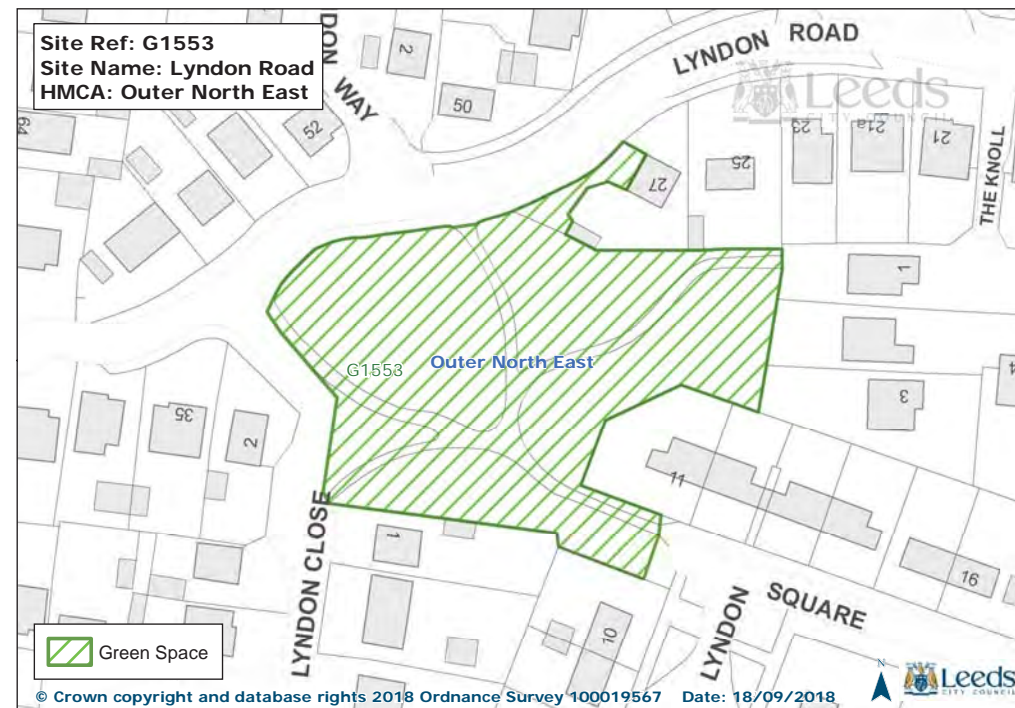 Site Ref: G1553
Site Name: Lyndon Road
HMCA: Outer North East
DON WAY
LYNDON ROAD
Leeds
CITY COUNCIL
2
50
52
64
23
21a
21
25
27
THE KNOLL
1
G1553
Outer North East
3
4
35
2
11
LYNDON CLOSE
1
16
10
LYNDON SQUARE
Green Space
N
Leeds
CITY COUNCIL
© Crown copyright and database rights 2018 Ordnance Survey 100019567 Date: 18/09/2018